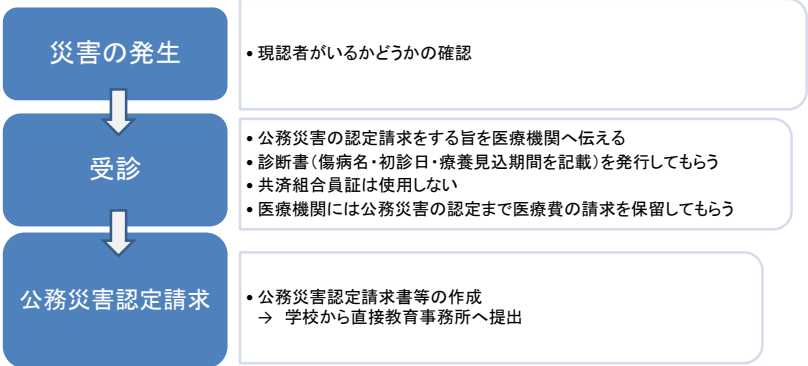 災害の発生
• 現認者がいるかどうかの確認
受診
• 公務災害の認定請求をする旨を医療機関へ伝える
• 診断書(傷病名・初診日・療養見込期間を記載)を発行してもらう
• 共済組合員証は使用しない
• 医療機関には公務災害の認定まで医療費の請求を保留してもらう
公務災害認定請求
• 公務災害認定請求書等の作成
→ 学校から直接教育事務所へ提出